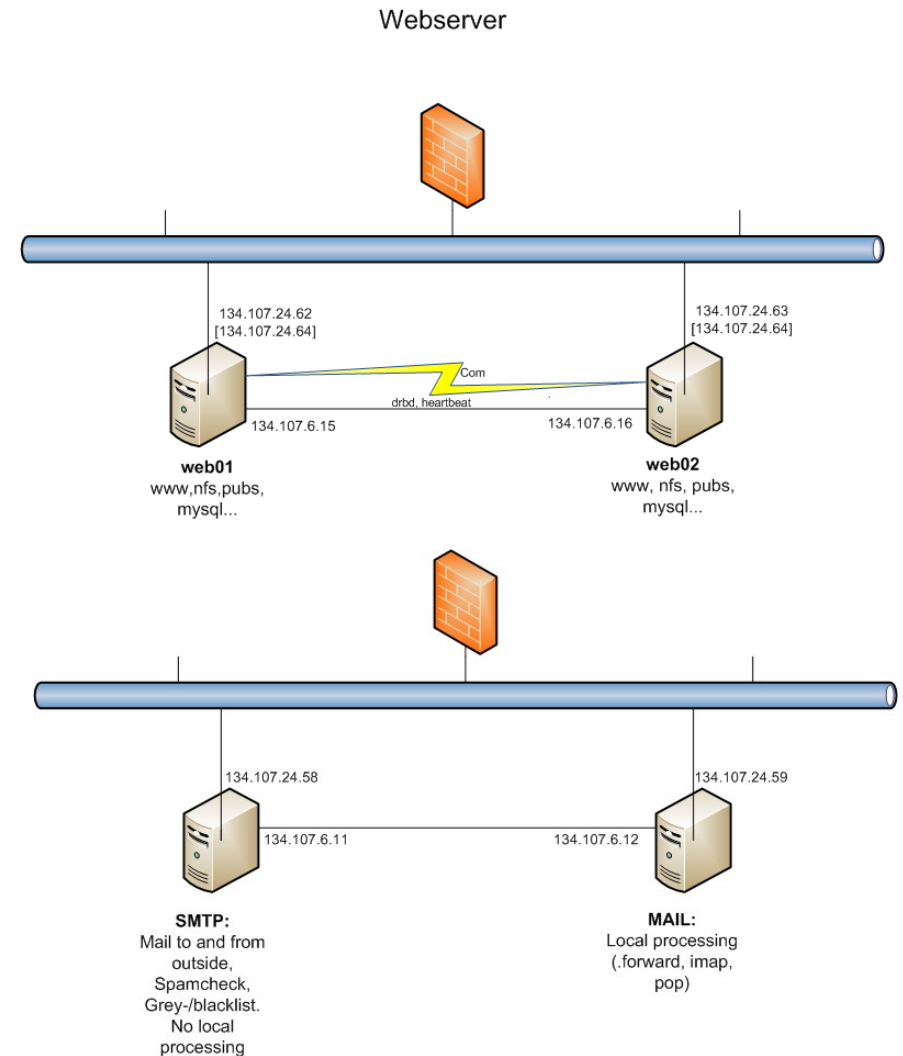 Webserver
134.107.24.62
[134.107.24.64]
134.107.24.63
[134.107.24.64]
Com
drbd, heartbeat
134.107.6.15
134.107.6.16
web01
www,nfs,pubs,
mysql...
web02
www, nfs, pubs,
mysql...
134.107.24.58
134.107.24.59
134.107.6.11
134.107.6.12
SMTP:
Mail to and from
outside,
Spamcheck,
Grey-/blacklist.
No local
processing
MAIL:
Local processing
(.forward, imap,
pop)